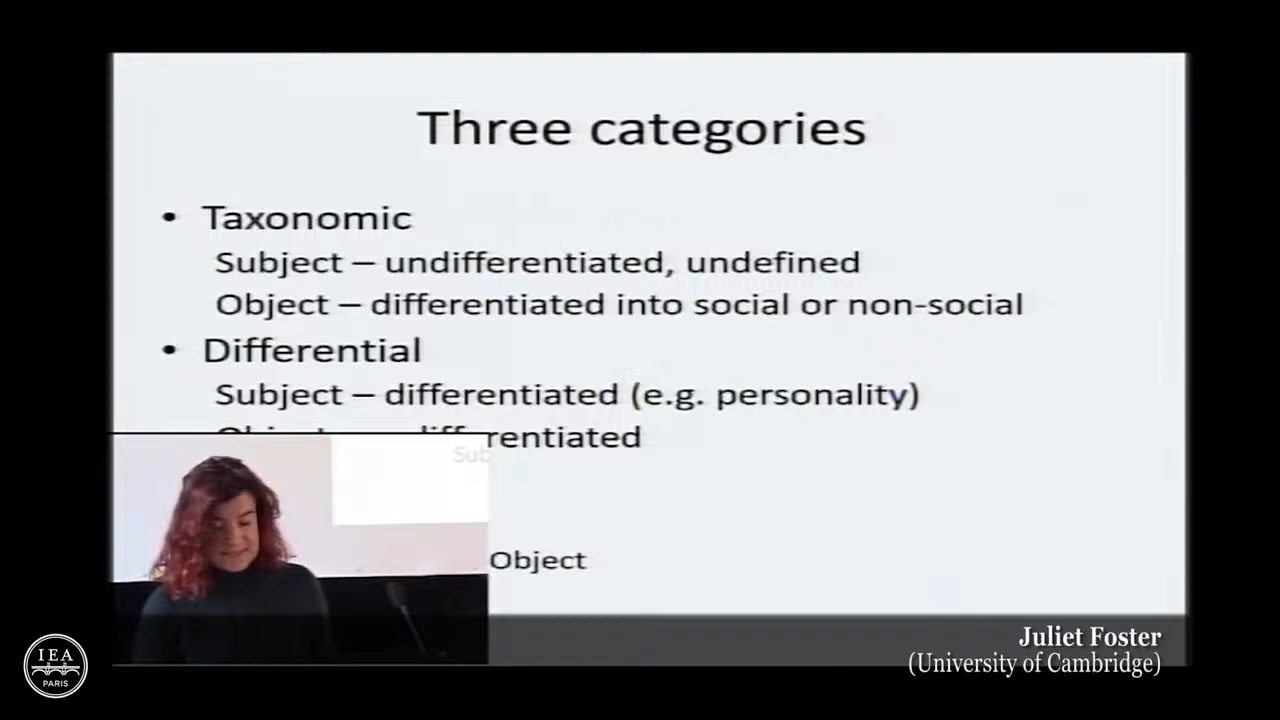 Three categories
• Taxonomic
Subject – undifferentiated, undefined
Object – differentiated into social or non-social
• Differential
Subject – differentiated (e.g. personality)
rentiated
Sub
Object
Juliet Foster
(University of Cambridge)
IEA
PARIS